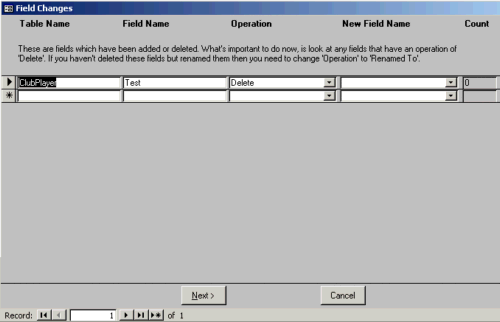 Field Changes
Table Name Field Name Operation New Field Name Count
These are fields which have been added or deleted. What's important to do now, is look at any fields that have an operation of
'Delete'. If you haven't deleted these fields but renamed them then you need to change 'Operation' to 'Renamed To'.
ClubPlayer Test Delete 0
Next > Cancel
Record: 1 of 1